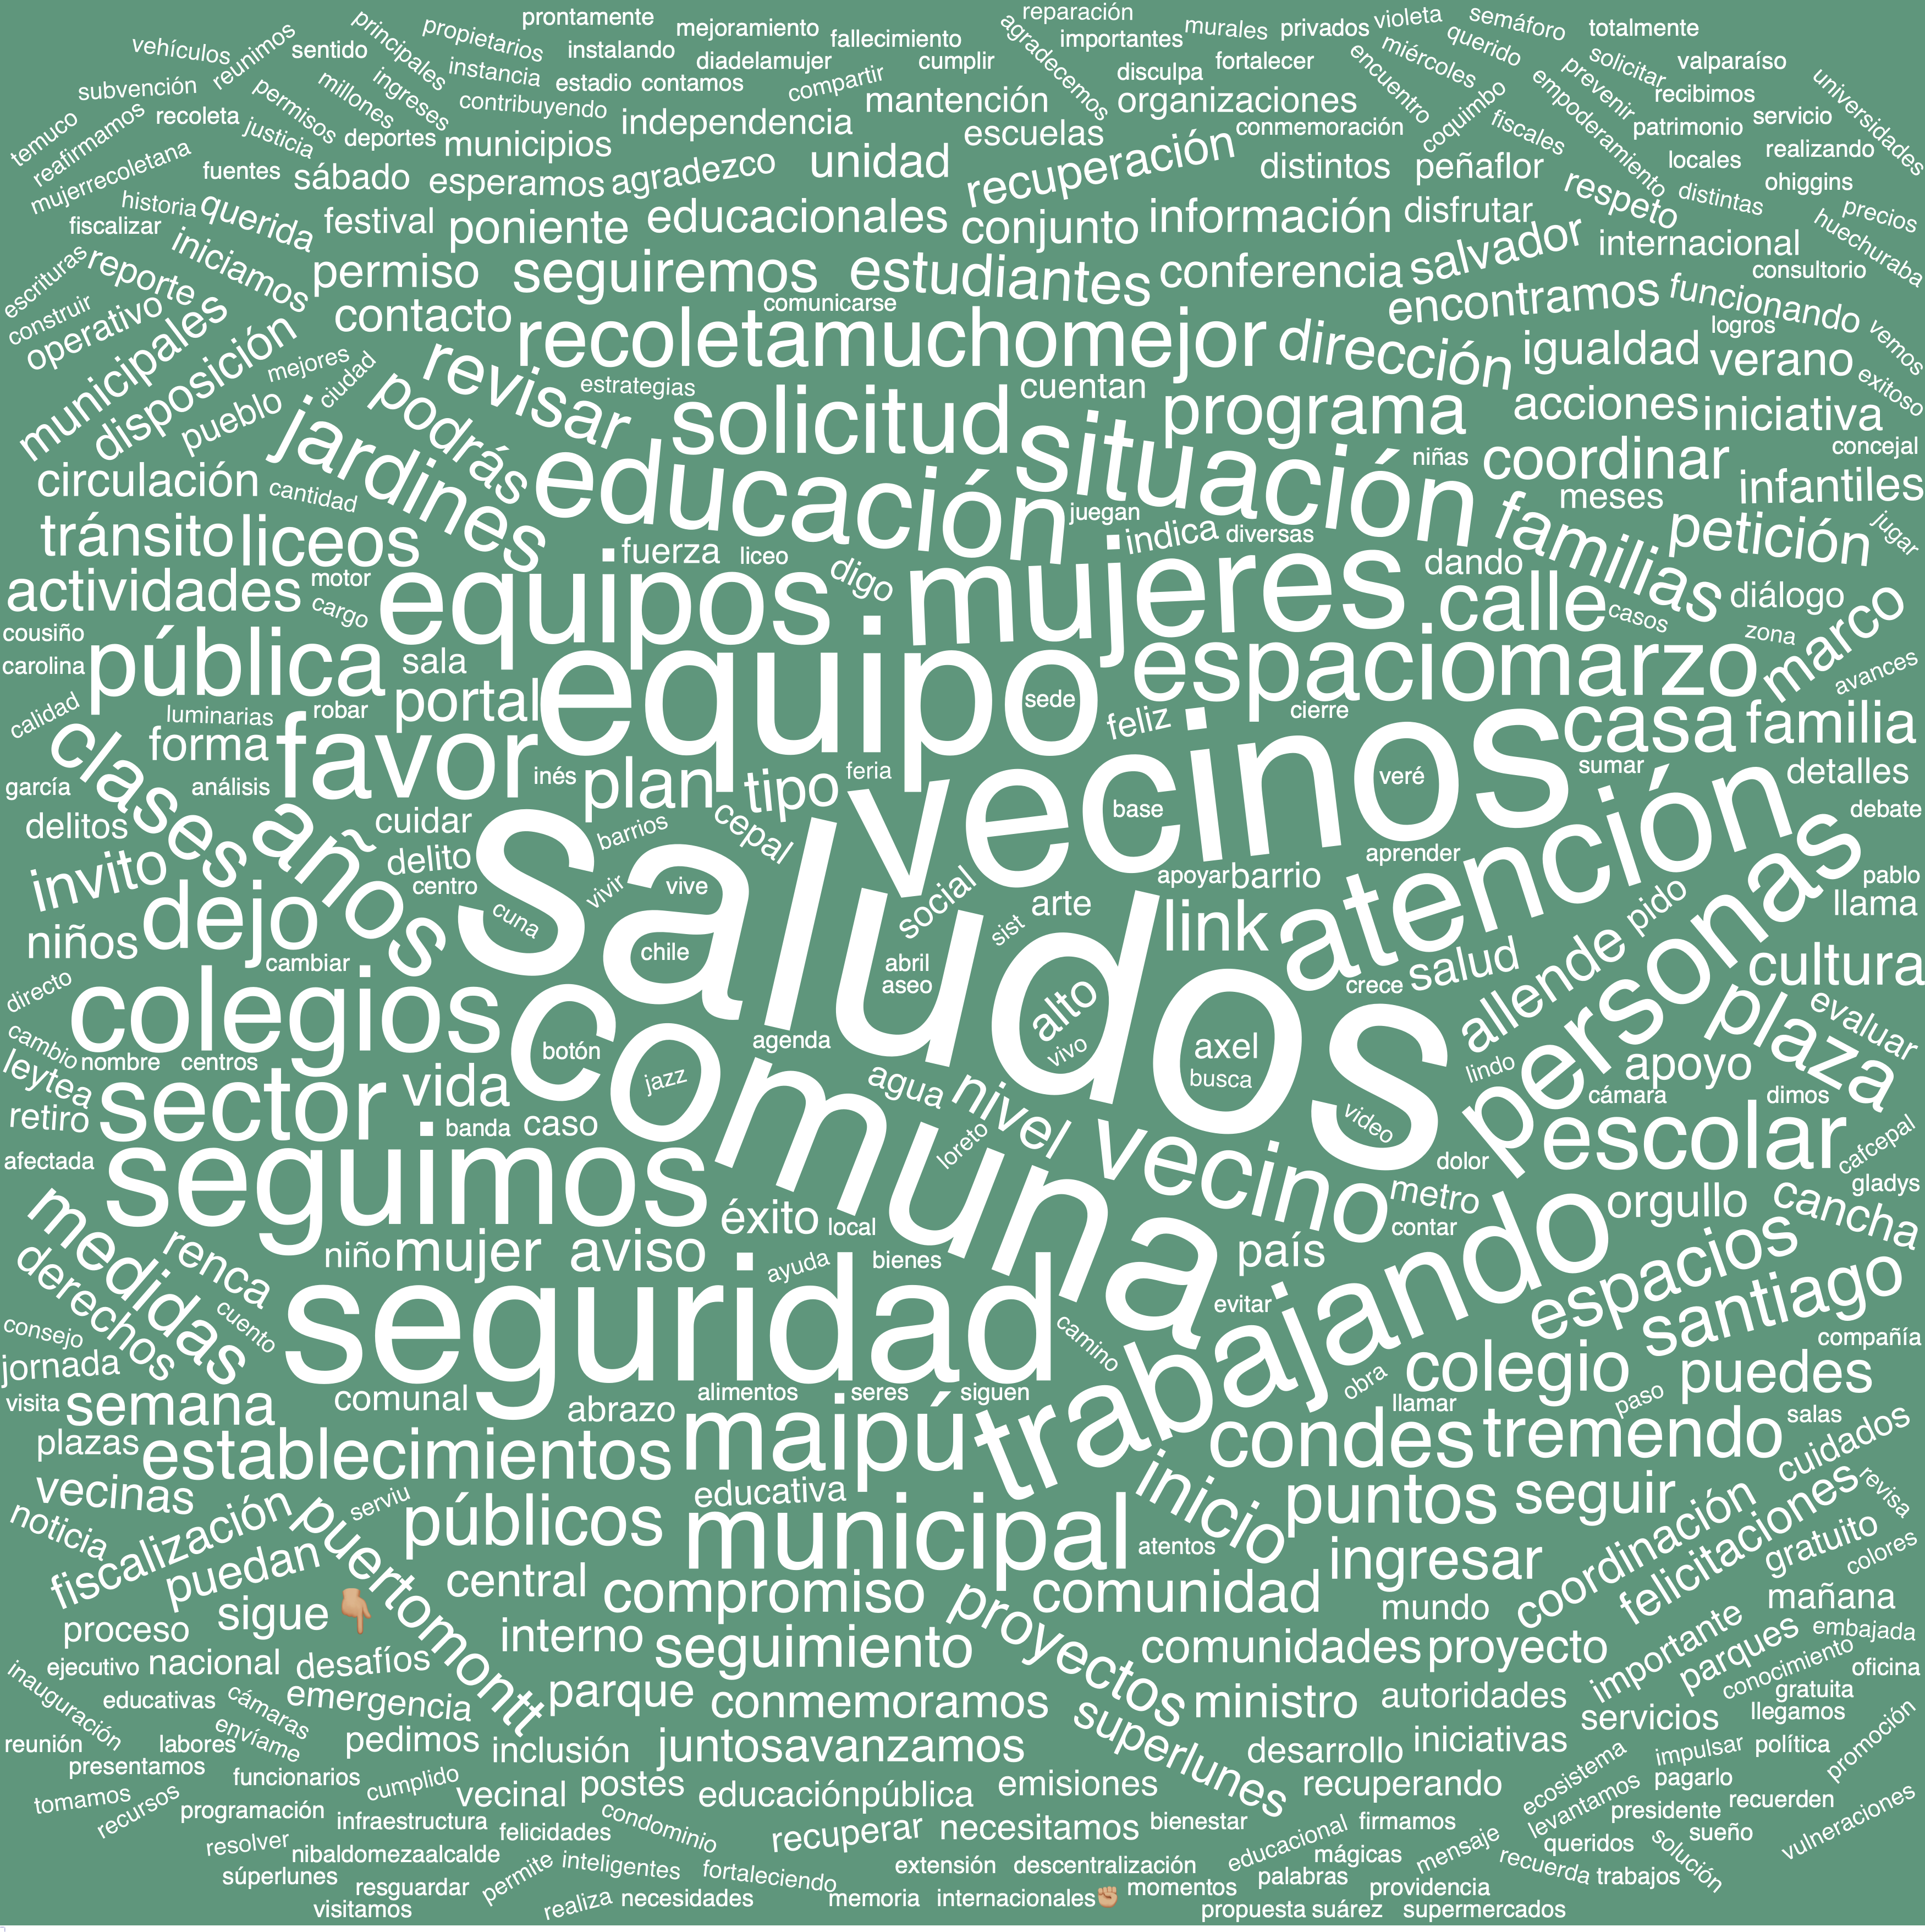 prontamente
mejoramiento
reparación
murales
privados
violeta
semáforo
totalmente
vehículos
reunimos
sentido
principales
propietarios
instalando
fallecimiento
agradecemos
importantes
querido
miércoles
solicitar
valparaíso
subvención
millones
ingreses
instancia
estadio
contamos
diadelamujer
compartir
cumplir
disculpa
fortalecer
encuentro
prevenir
recibimos
universidades
temuco
reafirmamos
recoleta
permisos
justicia
contribuyendo
independencia
mantención
organizaciones
coquimbo
empoderamiento
patrimonio
servicio
mujerrecoletana
deportes
municipios
escuelas
conmemoración
fiscales
locales
realizando
fuentes
sábado
esperamos
agradezco
unidad
recuperación
distintos
peñaflor
ohiggins
historia
querida
festival
poniente
educacionales
conjunto
información
disfrutar
respeto
distintas
precios
fiscalizar
iniciamos
internacional
huechuraba
escrituras
reporte
permiso
seguiremos
estudiantes
conferencia
salvador
consultorio
construir
operativo
municipales
contacto
comunicarse
encontramos
funcionando
disposición
mejores
recoletamuchomejor
dirección
logros
vemos
pueblo
ciudad
revisar
estrategias
cuentan
igualdad
verano
exitoso
podrás
solicitud
programa
acciones
iniciativa
jardines
situación
niñas
coordinar
concejal
circulación
cantidad
educación
juegan
meses
infantiles
tránsito
liceos
fuerza
liceo
indica
diversas
familias
petición
jugar
actividades
motor
digo
mujeres
dando
diálogo
cargo
equipos
calle
casos
marco
cousiño
zona
pública
sala
equipo
espacio
marzo
carolina
avances
portal
sede
calidad
luminarias
robar
feliz
cierre
casa
familia
clases
forma
favor
vecinos
inés
plan
tipo
feria
veré
sumar
detalles
garcía
análisis
base
atención
delitos
años
cuidar
barrios
cepal
debate
invito
delito
aprender
personas
centro
vivir
vive
saludos
social
apoyar
barrio
pablo
dejo
cuna
arte
link
pido
llama
niños
cambiar
chile
sist
salud
allende
cultura
directo
abril
aseo
crece
colegios
alto
plaza
evaluar
cambio
nombre
centros
botón
comuna
agenda
vivo
axel
lindo
leytea
jazz
busca
apoyo
sector
vida
agua
nivel
cámara
dimos
retiro
banda
caso
loreto
video
escolar
afectada
vecino
dolor
cafcepal
seguimos
metro
gladys
medidas
éxito
local
contar
orgullo
cancha
renca
niño
mujer
aviso
bienes
país
derechos
ayuda
espacios
cuento
seguridad
evitar
trabajando
santiago
consejo
camino
compañía
jornada
colegio
puedes
visita
semana
comunal
alimentos
seres
siguen
obra
abrazo
llamar
paso
salas
plazas
establecimientos
maipú
condes
tremendo
cuidados
vecinas
serviu
educativa
inicio
puntos
seguir
revisa
noticia
fiscalización
públicos
municipal
coordinación
felicitaciones
puedan
puertomontt
atentos
ingresar
gratuito
colores
central
compromiso
comunidad
mundo
mañana
sigue👇🏼
proceso
interno
proyectos
importante
embajada
ejecutivo
nacional
desafíos
seguimiento
comunidades
proyecto
parques
conocimiento
oficina
inauguración
educativas
cámaras
emergencia
parque
conmemoramos
ministro
autoridades
gratuita
envíame
superlunes
servicios
llegamos
reunión
labores
pedimos
inclusión
juntosavanzamos
desarrollo
iniciativas
impulsar
política
promoción
presentamos
funcionarios
cumplido
ecosistema
pagarlo
tomamos
recursos
vecinal
postes
educaciónpública
emisiones
recuperando
levantamos
recuerden
programación
infraestructura
condominio
bienestar
firmamos
presidente
vulneraciones
resolver
felicidades
recuperar
necesitamos
educacional
mensaje
queridos
sueño
nibaldomezaalcalde
mágicas
solución
súperlunes
permite
inteligentes
fortaleciendo
extensión
descentralización
palabras
recuerda
trabajos
resguardar
realiza
necesidades
memoria
internacionales✊🏼
momentos
providencia
visitamos
propuesta
suárez
supermercados